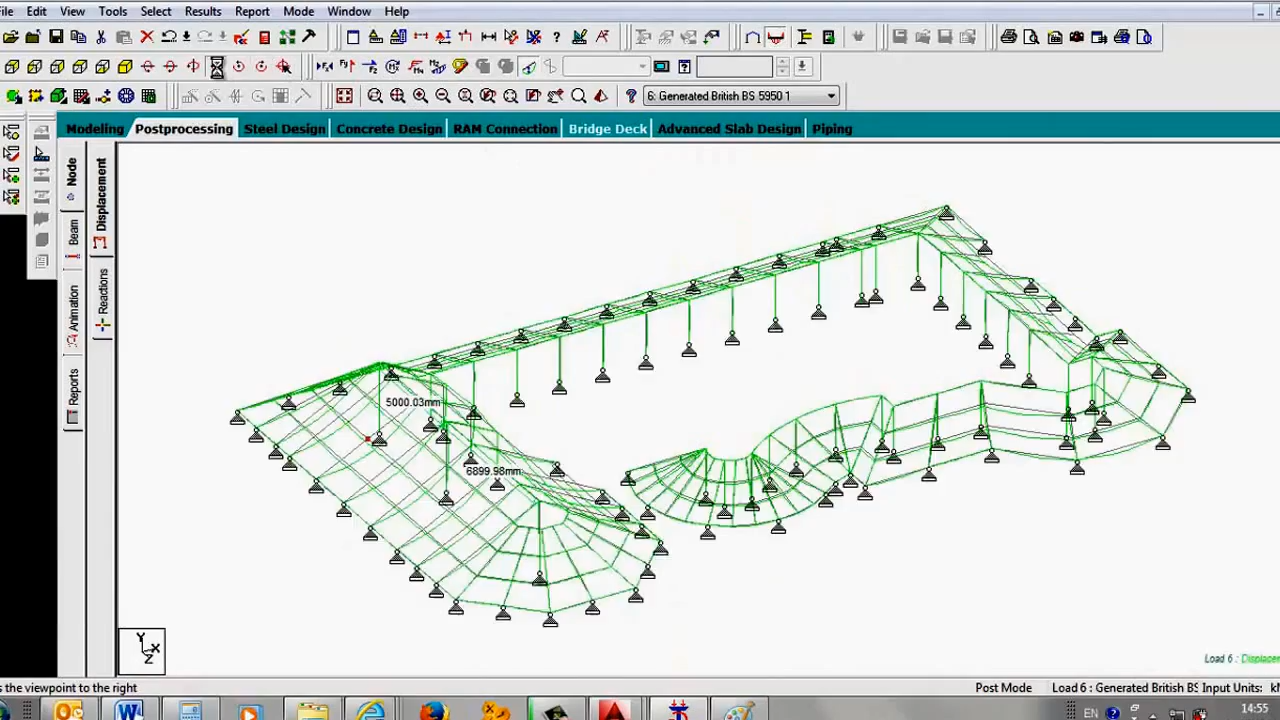 File Edit View Tools Select Results Report Mode Window Help
6: Generated British BS 5950 1
Modeling Postprocessing Steel Design Concrete Design RAM Connection Bridge Deck Advanced Slab Design Piping
Node
Beam
Animation
Reports
Displacement
Reactions
5000.03mm
6899.98mm
Y
X
Z
Load 6 : Displacem
s the viewpoint to the right
Post Mode
Load 6 : Generated British BS Input Units: k
EN
14:55